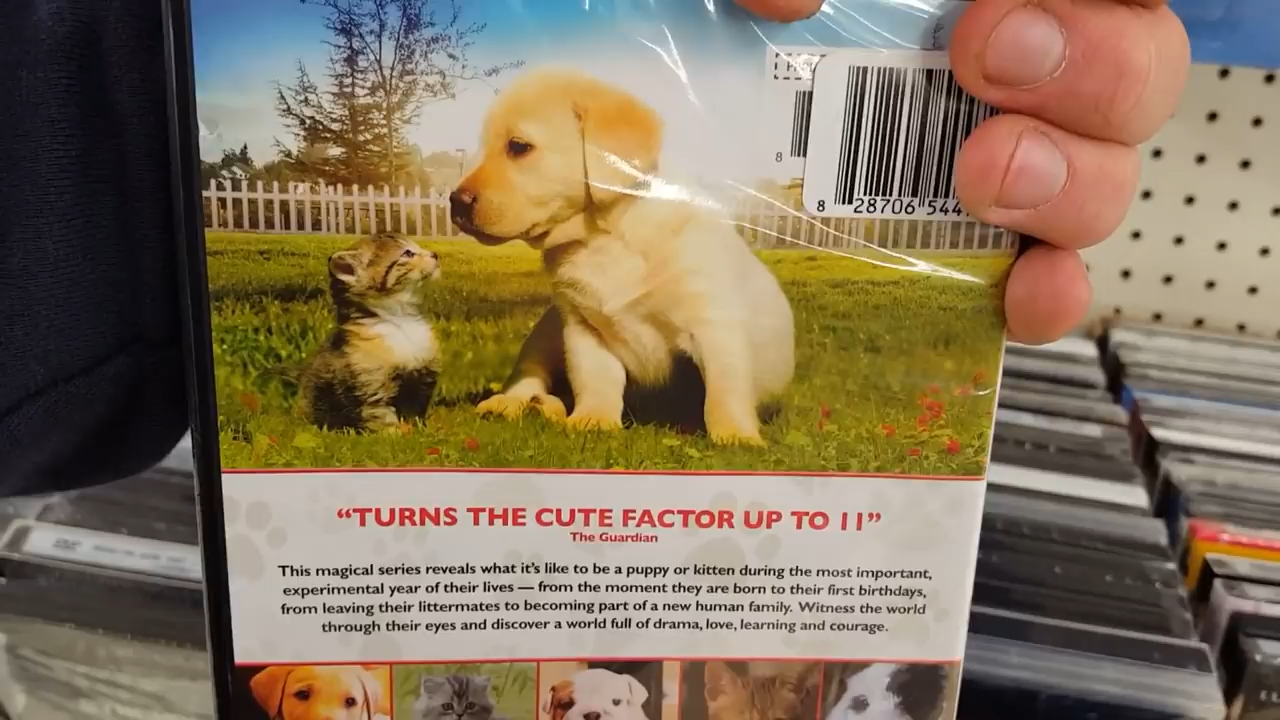 8
8 28706 544
"TURNS THE CUTE FACTOR UP TO 11"
The Guardian
This magical series reveals what it's like to be a puppy or kitten during the most important,
experimental year of their lives — from the moment they are born to their first birthdays,
from leaving their littermates to becoming part of a new human family. Witness the world
through their eyes and discover a world full of drama, love, learning and courage.